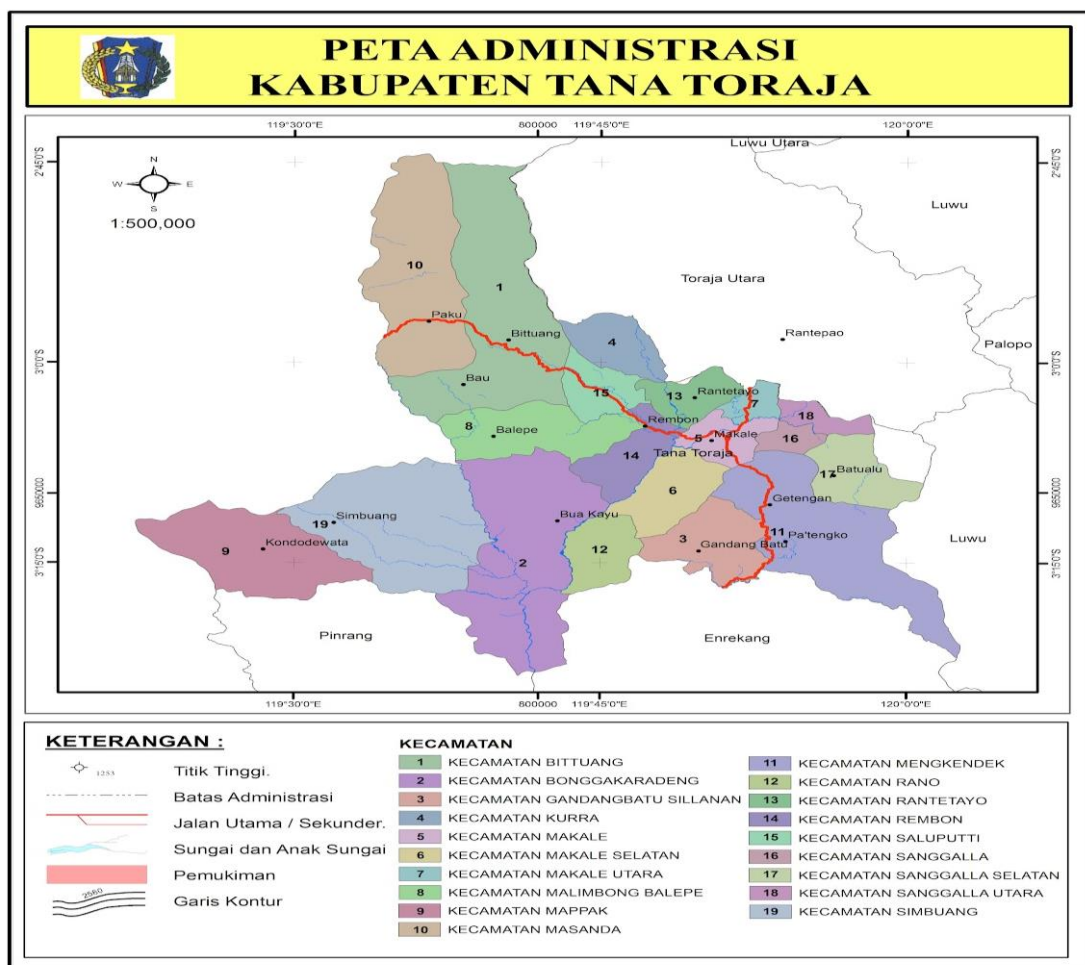 PETA ADMINISTRASI
KABUPATEN TANA TORAJA
119°30'0"E 800000 119°45'0"E 120°0'0"E
2°45'0"S
2°45'0"S
N
W E
S
1:500,000
Luwu Utara
Luwu
Toraja Utara
10
1
Paku
Bittuang
4
Rantepao
Palopo
3°00'S
3°00'S
Bau
15
13
Rantetayo
7
18
8
Balepe
Rembon
5
Makale
16
14
Tana Toraja
17
Batualu
6
9650000
9650000
Getengan
19
Simbuang
Bua Kayu
11
Pa'tengko
9
Kondodewata
12
3
Gandang Batu
Luwu
2
3°15'0"S
3°15'0"S
Pinrang
Enrekang
119°30'0"E 800000 119°45'0"E 120°0'0"E
KETERANGAN :
1253 Titik Tinggi.
Batas Administrasi
Jalan Utama / Sekunder.
Sungai dan Anak Sungai
Pemukiman
2560 Garis Kontur
KECAMATAN
1 KECAMATAN BITTUANG
2 KECAMATAN BONGGAKARADENG
3 KECAMATAN GANDANGBATU SILLANAN
4 KECAMATAN KURRA
5 KECAMATAN MAKALE
6 KECAMATAN MAKALE SELATAN
7 KECAMATAN MAKALE UTARA
8 KECAMATAN MALIMBONG BALEPE
9 KECAMATAN MAPPAK
10 KECAMATAN MASANDA
11 KECAMATAN MENGKENDEK
12 KECAMATAN RANO
13 KECAMATAN RANTETAYO
14 KECAMATAN REMBON
15 KECAMATAN SALUPUTTI
16 KECAMATAN SANGGALLA
17 KECAMATAN SANGGALLA SELATAN
18 KECAMATAN SANGGALLA UTARA
19 KECAMATAN SIMBUANG